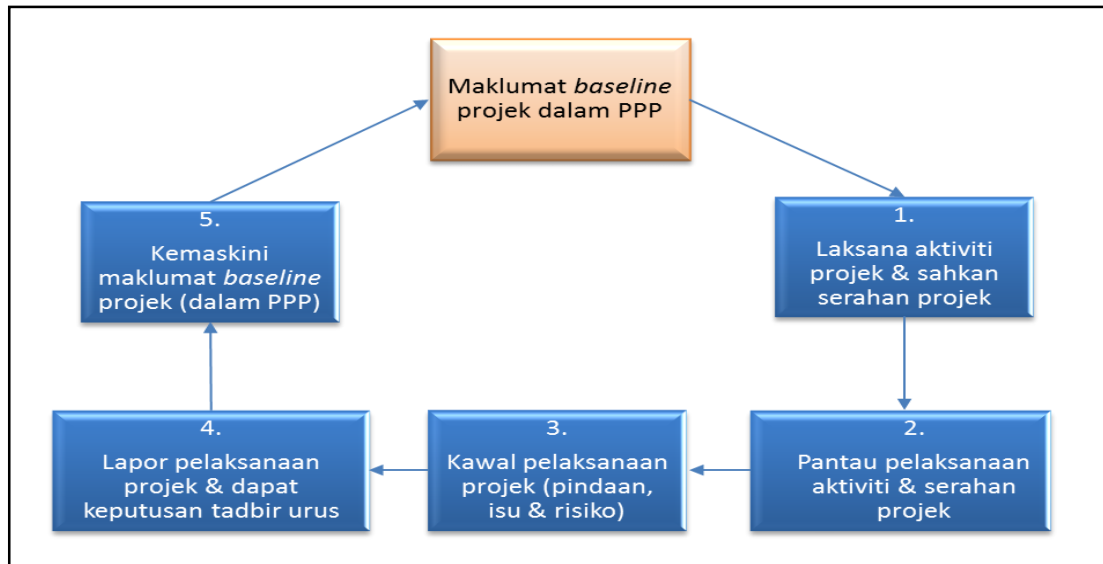 Maklumat baseline
projek dalam PPP
1.
Laksana aktiviti
projek & sahkan
serahan projek
2.
Pantau pelaksanaan
aktiviti & serahan
projek
3.
Kawal pelaksanaan
projek (pindaan,
isu & risiko)
4.
Lapor pelaksanaan
projek & dapat
keputusan tadbir urus
5.
Kemaskini
maklumat baseline
projek (dalam PPP)